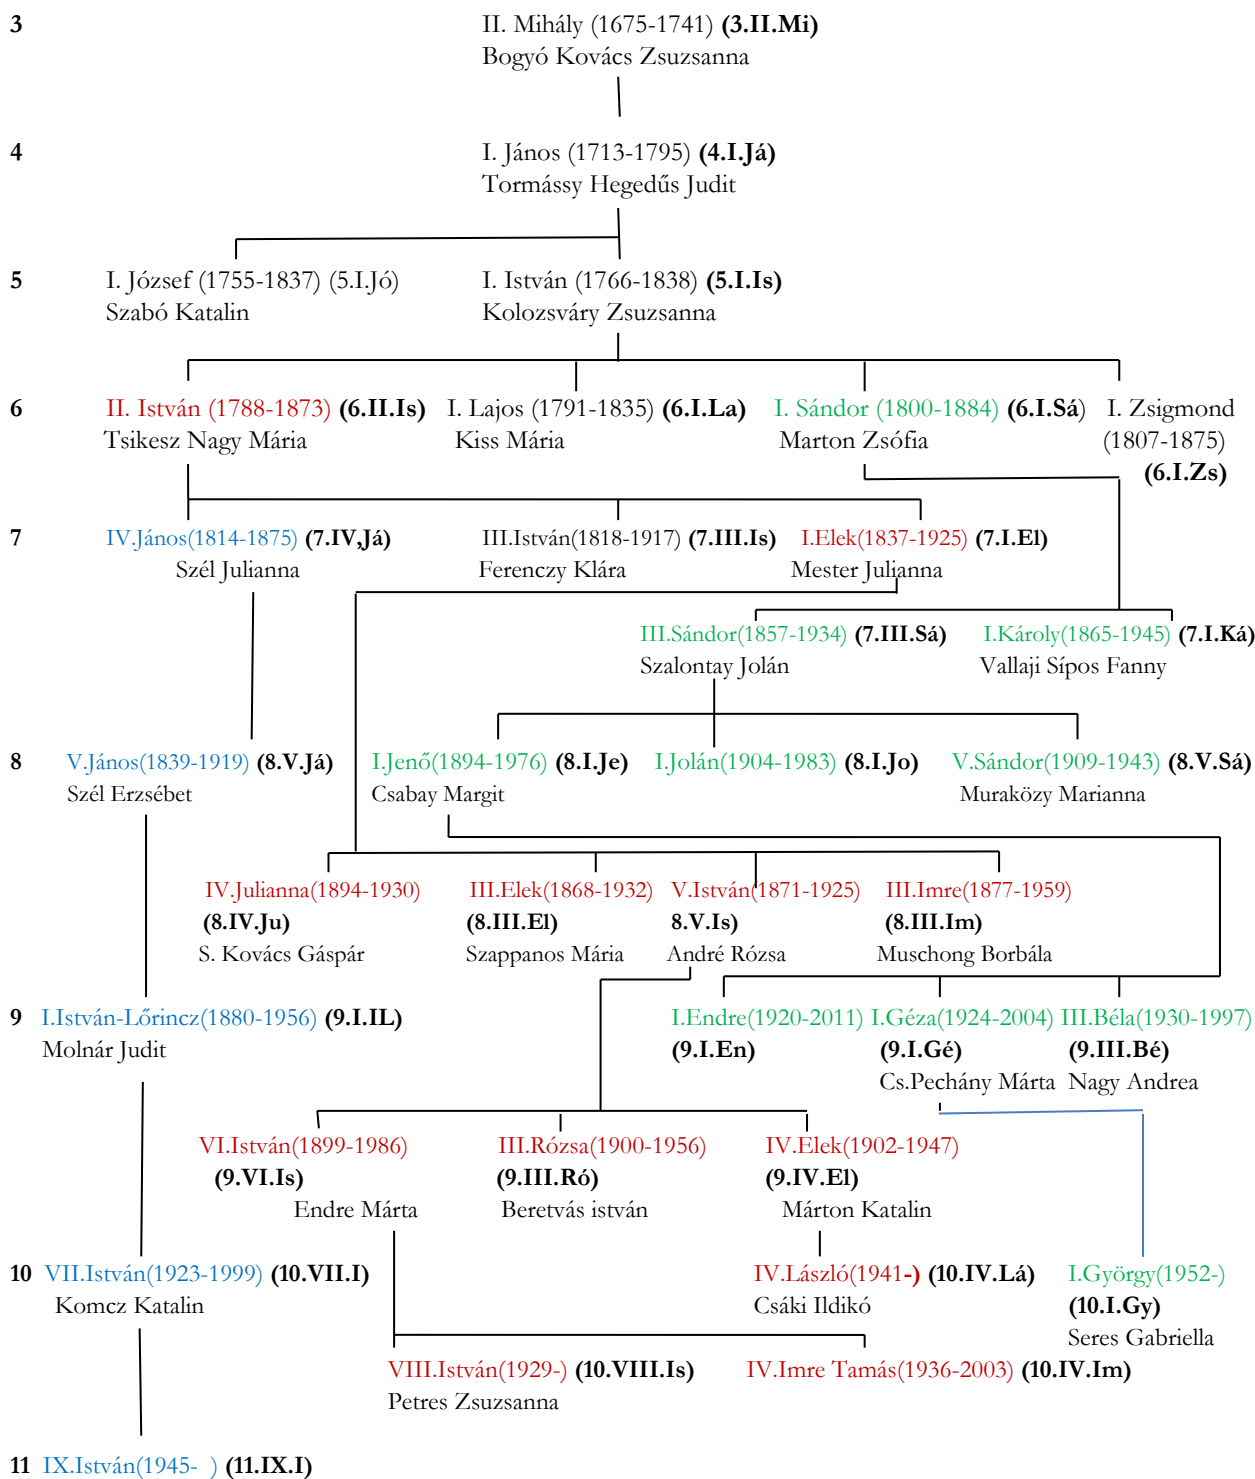 3 II. Mihály (1675-1741) (3.II.Mi)
Bogyó Kovács Zsuzsanna
4 I. János (1713-1795) (4.I.Já)
Tormássy Hegedűs Judit
5 I. József (1755-1837) (5.I.Jó) I. István (1766-1838) (5.I.Is)
Szabó Katalin Kolozsváry Zsuzsanna
6 II. István (1788-1873) (6.II.Is) I. Lajos (1791-1835) (6.I.La) I. Sándor (1800-1884) (6.I.Sá) I. Zsigmond
Tsikesz Nagy Mária Kiss Mária Marton Zsófia (1807-1875)
(6.I.Zs)
7 IV.János(1814-1875) (7.IV,Já) III.István(1818-1917) (7.III.Is) I.Elek(1837-1925) (7.I.El)
Szél Julianna Ferenczy Klára Mester Julianna
III.Sándor(1857-1934) (7.III.Sá) I.Károly(1865-1945) (7.I.Ká)
Szalontay Jolán Vallaji Sípos Fanny
8 V.János(1839-1919) (8.V.Já) I.Jenő(1894-1976) (8.I.Je) I.Jolán(1904-1983) (8.I.Jo) V.Sándor(1909-1943) (8.V.Sá)
Szél Erzsébet Csabay Margit Muraközy Marianna
IV.Julianna(1894-1930) III.Elek(1868-1932) V.István(1871-1925) III.Imre(1877-1959)
(8.IV.Ju) (8.III.El) 8.V.Is) (8.III.Im)
S. Kovács Gáspár Szappanos Mária André Rózsa Muschong Borbála
9 I.István-Lőrincz(1880-1956) (9.I.IL) I.Endre(1920-2011) I.Géza(1924-2004) III.Béla(1930-1997)
Molnár Judit (9.I.En) (9.I.Gé) (9.III.Bé)
Cs.Pechány Márta Nagy Andrea
VI.István(1899-1986) III.Rózsa(1900-1956) IV.Elek(1902-1947)
(9.VI.Is) (9.III.Ró) (9.IV.El)
Endre Márta Beretvás istván Márton Katalin
10 VII.István(1923-1999) (10.VII.I) IV.László(1941-) (10.IV.Lá) I.György(1952-)
Komcz Katalin Csáki Ildikó (10.I.Gy)
Seres Gabriella
VIII.István(1929-) (10.VIII.Is) IV.Imre Tamás(1936-2003) (10.IV.Im)
Petres Zsuzsanna
11 IX.István(1945- ) (11.IX.I)